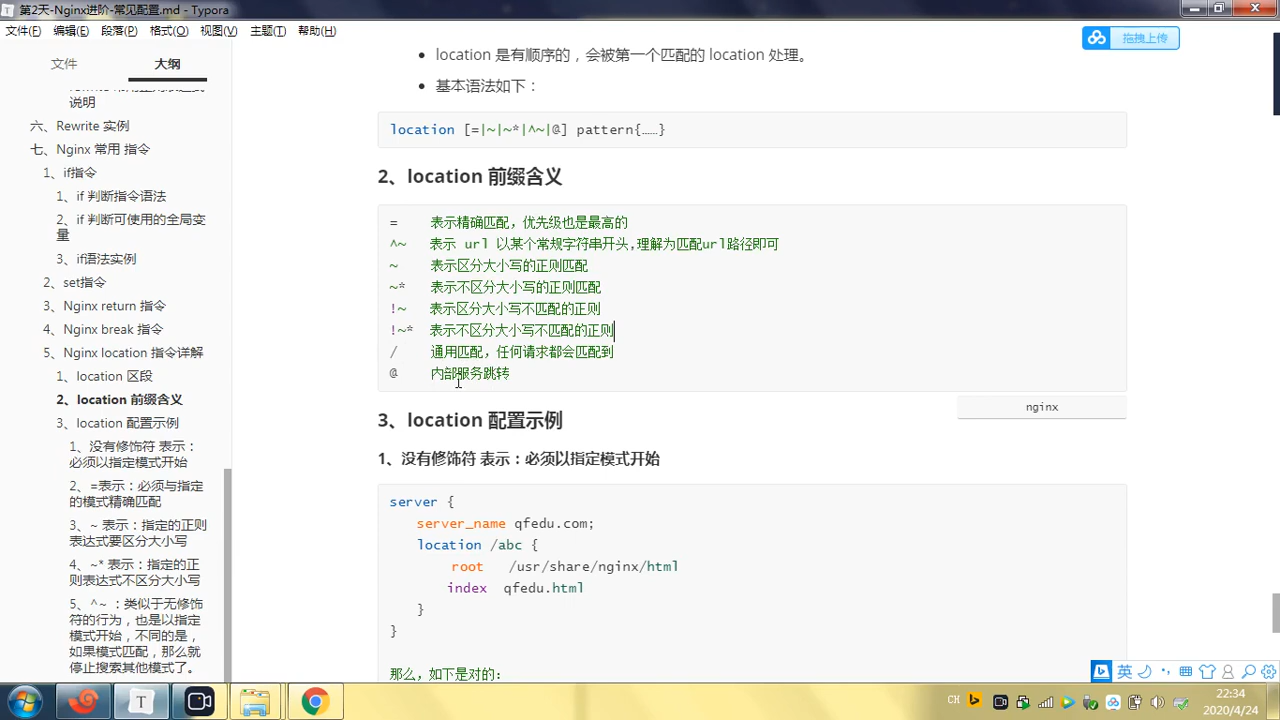 第2天-Nginx进阶-常见配置.md - Typora
文件(F) 编辑(E) 段落(P) 格式(O) 视图(V) 主题(T) 帮助(H)
文件 大纲
说明
六、Rewrite 实例
七、Nginx 常用 指令
1、if指令
1、if 判断指令语法
2、if 判断可使用的全局变
量
3、if语法实例
2、set指令
3、Nginx return 指令
4、Nginx break 指令
5、Nginx location 指令详解
1、location 区段
2、location 前缀含义
3、location 配置示例
1、没有修饰符 表示：
必须以指定模式开始
2、=表示：必须与指定
的模式精确匹配
3、~ 表示：指定的正则
表达式要区分大小写
4、~* 表示：指定的正
则表达式不区分大小写
5、^~ ：类似于无修饰
符的行为，也是以指定
模式开始，不同的是，
如果模式匹配，那么就
停止搜索其他模式了。
拖拽上传
• location 是有顺序的，会被第一个匹配的 location 处理。
• 基本语法如下：
location [=|~|~*|^~|@] pattern{……}
2、location 前缀含义
= 表示精确匹配，优先级也是最高的
^~ 表示 url 以某个常规字符串开头,理解为匹配url路径即可
~ 表示区分大小写的正则匹配
~* 表示不区分大小写的正则匹配
!~ 表示区分大小写不匹配的正则
!~* 表示不区分大小写不匹配的正则
/ 通用匹配，任何请求都会匹配到
@ 内部服务跳转
nginx
3、location 配置示例
1、没有修饰符 表示：必须以指定模式开始
server {
server_name qfedu.com;
location /abc {
root /usr/share/nginx/html
index qfedu.html
}
}
那么，如下是对的：
英
T
CH
22:34
2020/4/24